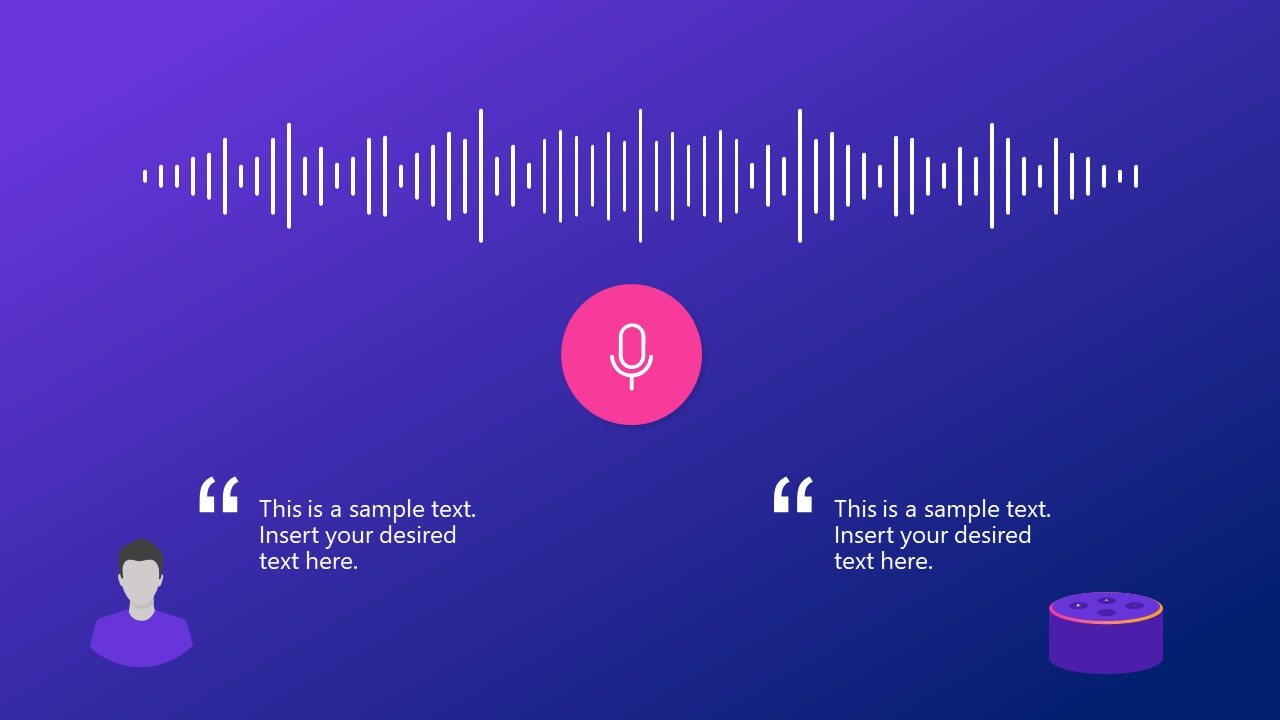 “ This is a sample text.
Insert your desired
text here.
“ This is a sample text.
Insert your desired
text here.